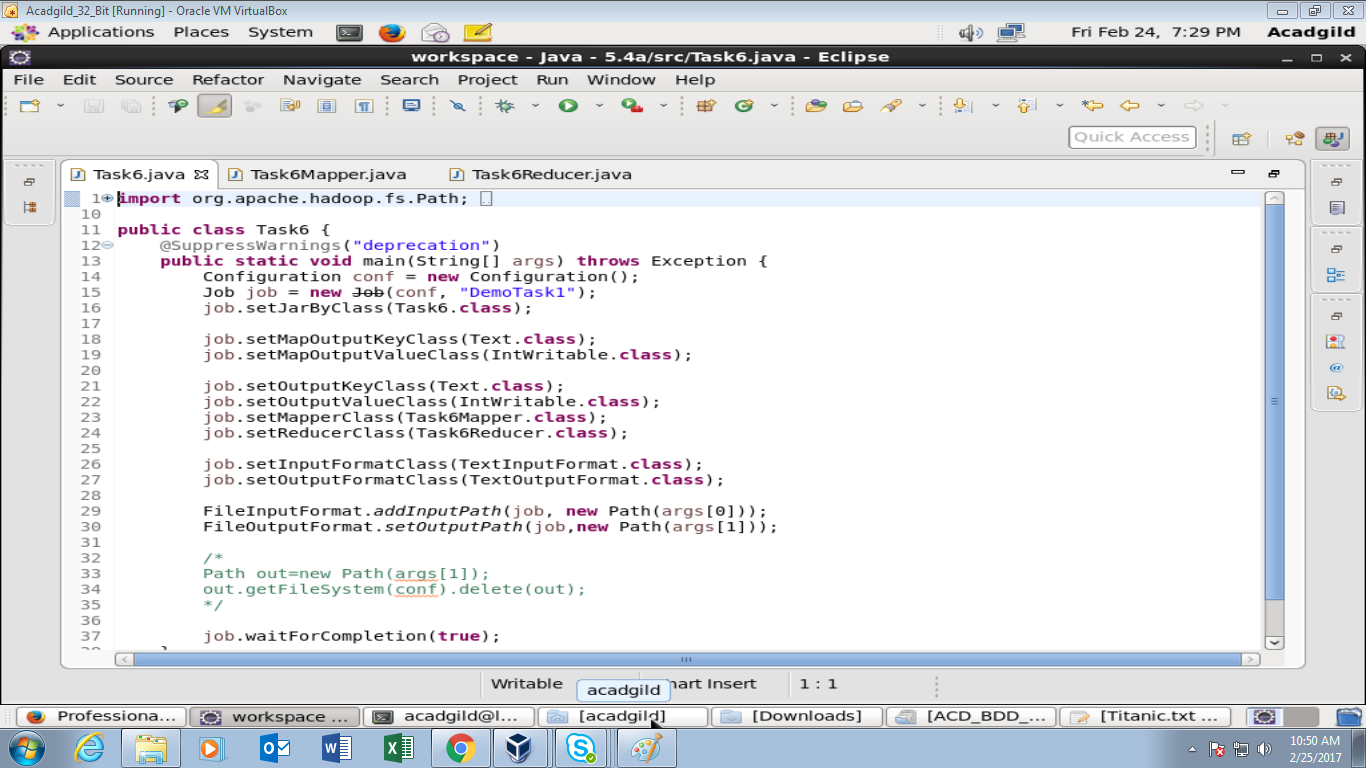 Acadgild_32_Bit [Running] - Oracle VM VirtualBox
Applications Places System Fri Feb 24, 7:29 PM Acadgild
workspace - Java - 5.4a/src/Task6.java - Eclipse
File Edit Source Refactor Navigate Search Project Run Window Help
Quick Access
Task6.java Task6Mapper.java Task6Reducer.java
1 import org.apache.hadoop.fs.Path;
10
11 public class Task6 {
12 @SuppressWarnings("deprecation")
13 public static void main(String[] args) throws Exception {
14 Configuration conf = new Configuration();
15 Job job = new Job(conf, "DemoTask1");
16 job.setJarByClass(Task6.class);
17
18 job.setMapOutputKeyClass(Text.class);
19 job.setMapOutputValueClass(IntWritable.class);
20
21 job.setOutputKeyClass(Text.class);
22 job.setOutputValueClass(IntWritable.class);
23 job.setMapperClass(Task6Mapper.class);
24 job.setReducerClass(Task6Reducer.class);
25
26 job.setInputFormatClass(TextInputFormat.class);
27 job.setOutputFormatClass(TextOutputFormat.class);
28
29 FileInputFormat.addInputPath(job, new Path(args[0]));
30 FileOutputFormat.setOutputPath(job,new Path(args[1]));
31
32 /*
33 Path out=new Path(args[1]);
34 out.getFileSystem(conf).delete(out);
35 */
36
37 job.waitForCompletion(true);
Writable Insert 1 : 1
acadgild
Professiona... workspace ... acadgild@l... [acadgild] [Downloads] [ACD_BDD_... [Titanic.txt ...
10:50 AM
2/25/2017